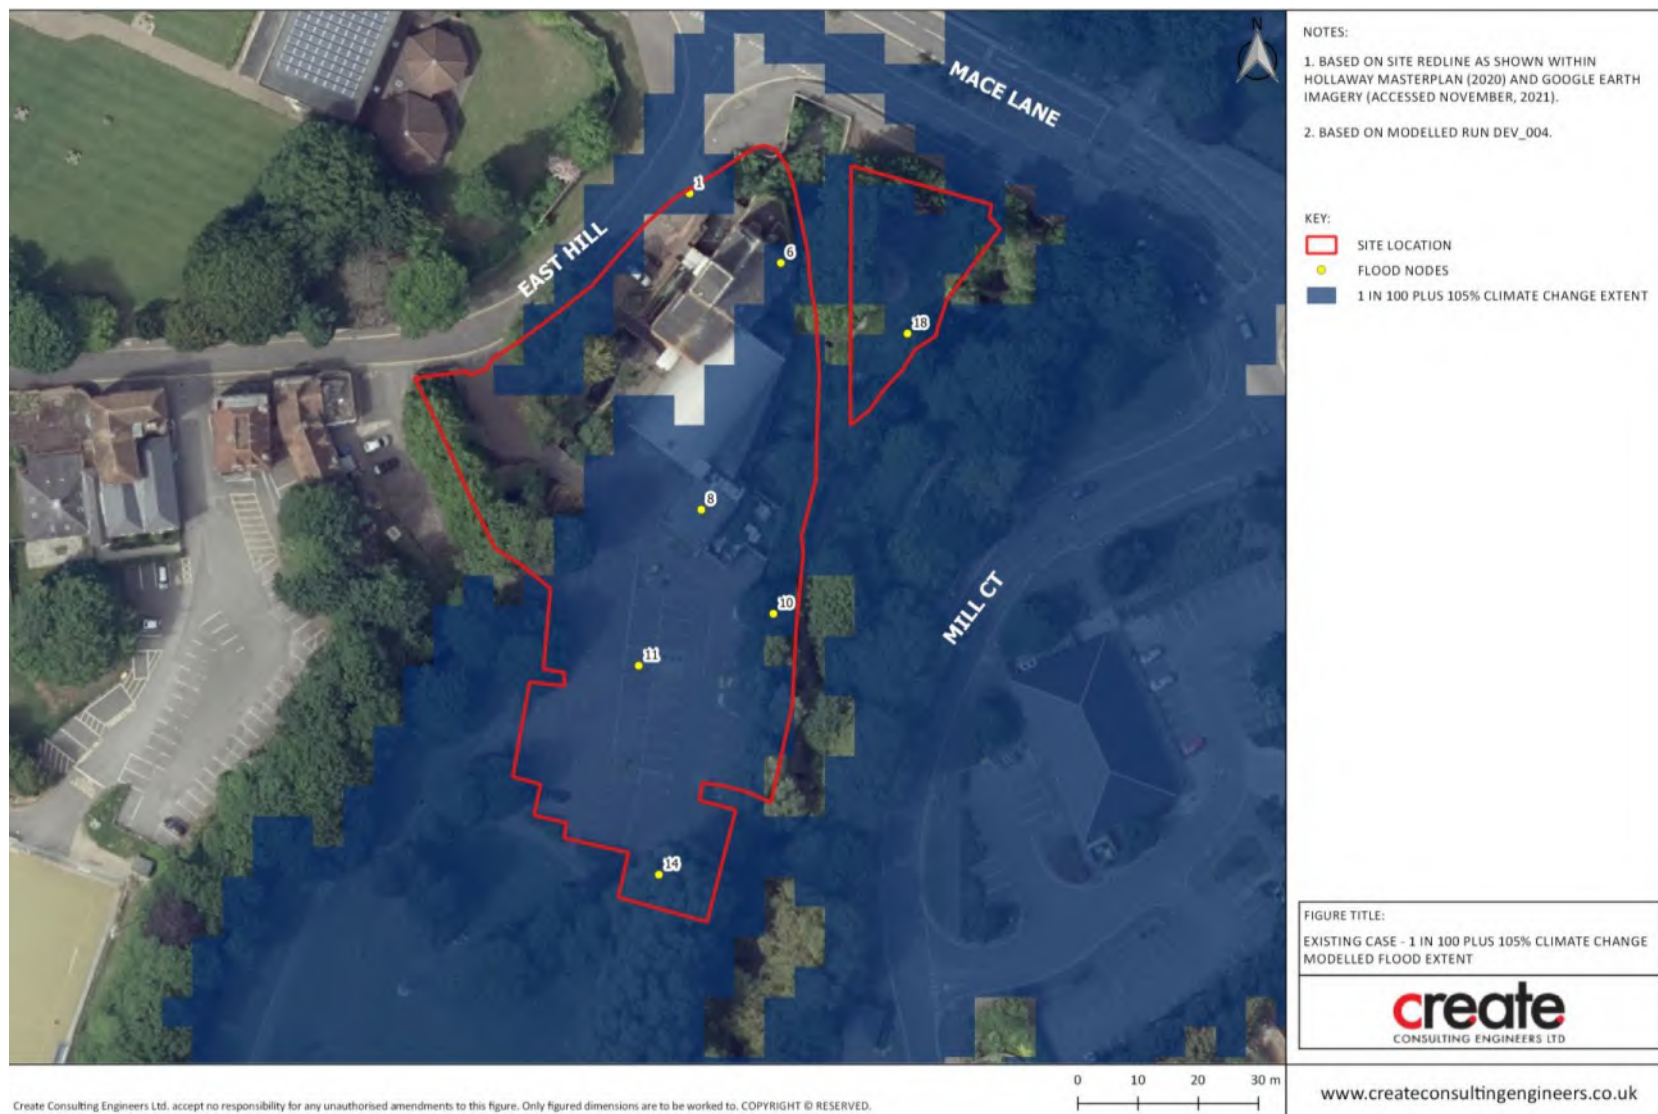 N
MACE LANE
EAST HILL
MILL CT
1
6
18
8
10
11
14
NOTES:
1. BASED ON SITE REDLINE AS SHOWN WITHIN
HOLLAWAY MASTERPLAN (2020) AND GOOGLE EARTH
IMAGERY (ACCESSED NOVEMBER, 2021).
2. BASED ON MODELLED RUN DEV_004.
KEY:
SITE LOCATION
FLOOD NODES
1 IN 100 PLUS 105% CLIMATE CHANGE EXTENT
FIGURE TITLE:
EXISTING CASE - 1 IN 100 PLUS 105% CLIMATE CHANGE
MODELLED FLOOD EXTENT
create
CONSULTING ENGINEERS LTD
www.createconsultingengineers.co.uk
0 10 20 30 m
Create Consulting Engineers Ltd. accept no responsibility for any unauthorised amendments to this figure. Only figured dimensions are to be worked to. COPYRIGHT © RESERVED.